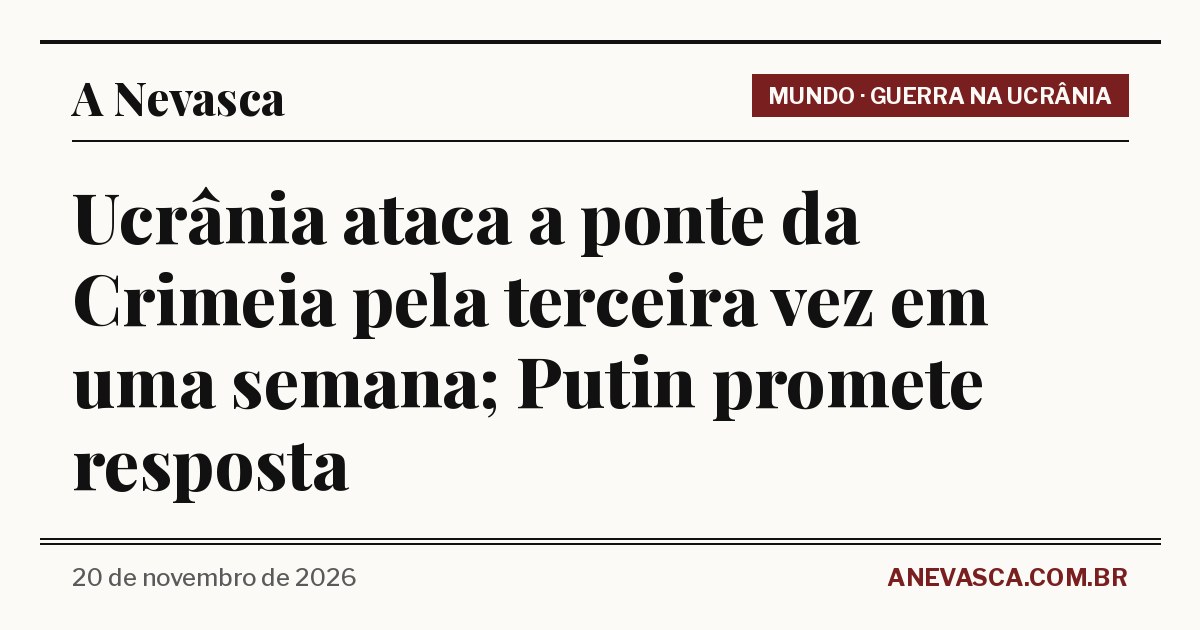 A Nevasca
MUNDO · GUERRA NA UCRÂNIA
Ucrânia ataca a ponte da
Crimeia pela terceira vez em
uma semana; Putin promete
resposta
20 de novembro de 2026
ANEVASCA.COM.BR